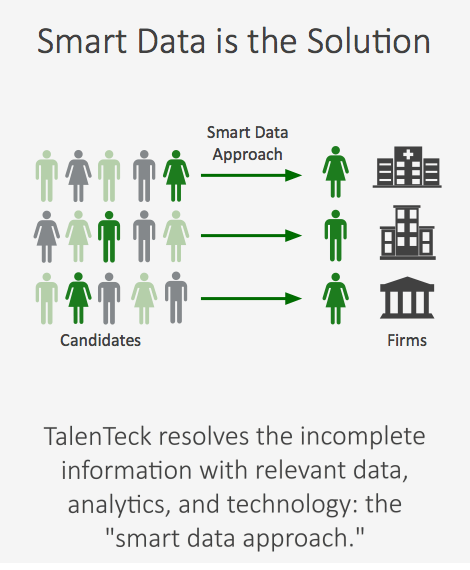 Smart Data is the Solution
Smart Data
Approach
Candidates
Firms
TalenTeck resolves the incomplete
information with relevant data,
analytics, and technology: the
"smart data approach."